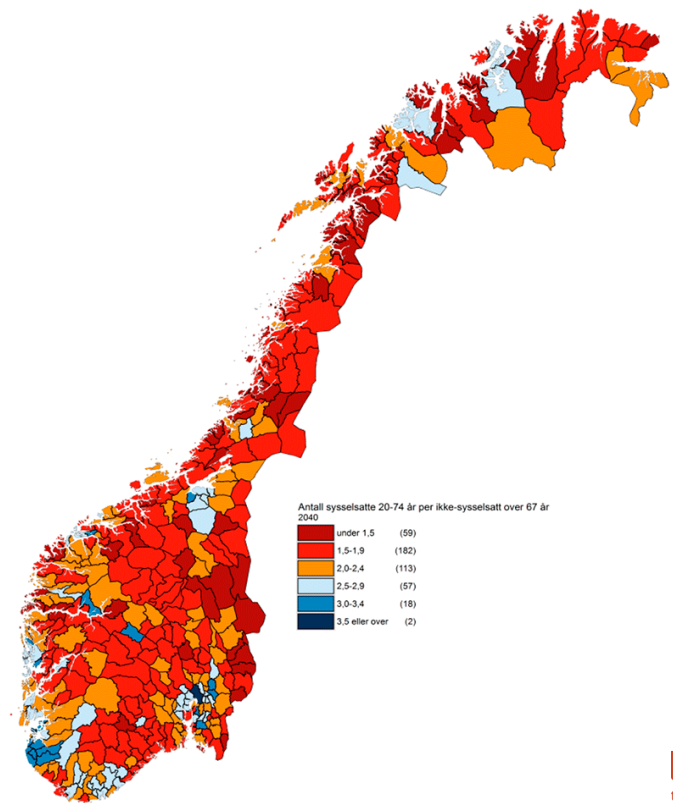 Antall sysselsatte 20-74 år per ikke-sysselsatt over 67 år
2040
under 1,5 (59)
1,5-1,9 (182)
2,0-2,4 (113)
2,5-2,9 (57)
3,0-3,4 (18)
3,5 eller over (2)